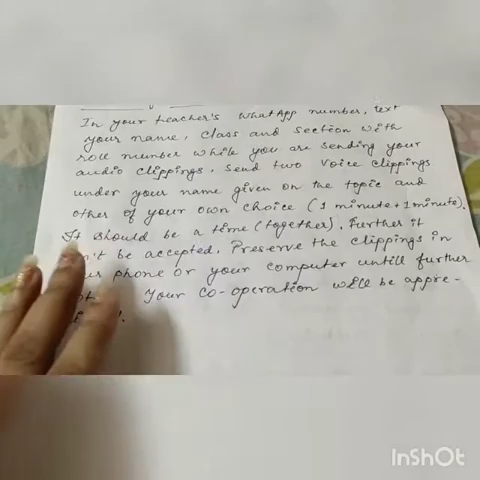 In your teacher's WhatApp number, text
your name, class and section with
roll number while you are sending your
audio clippings, send two voice clippings
under your name given on the topic and
other of your own choice (1 minute + 1 minute).
It should be a time (together). Further it
n't be accepted. Preserve the clippings in
phone or your computer untill further
Your co-operation will be appre-
InShOt